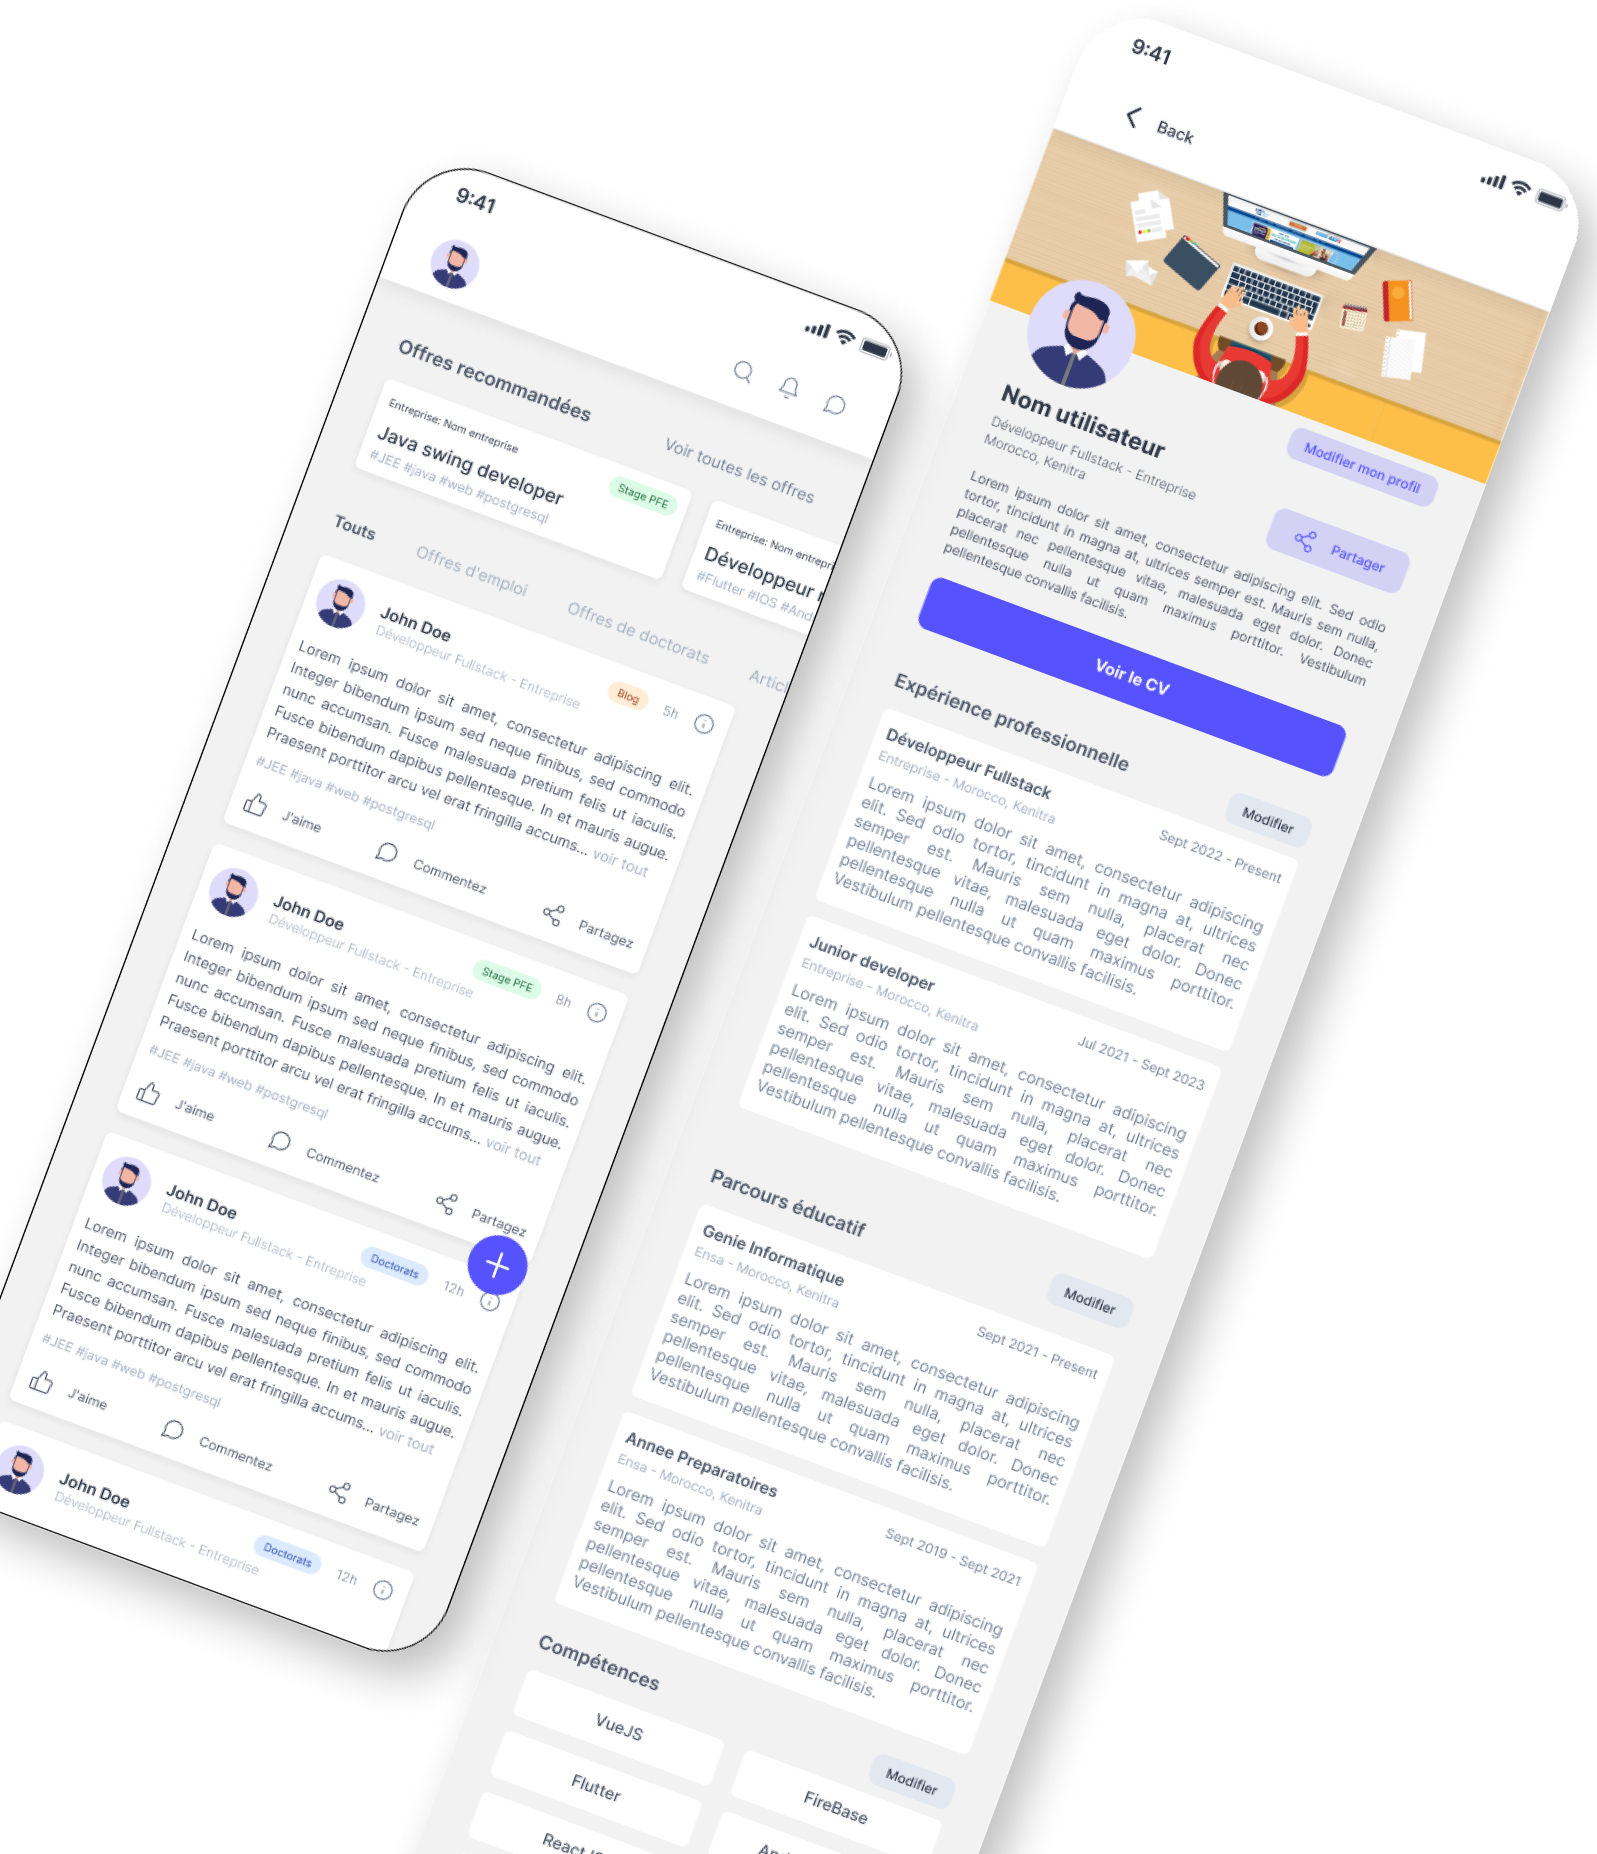 9:41
Offres recommandées
Voir toutes les offres
Entreprise: Nom entreprise
Java swing developer
#JEE #java #web #postgresql
Stage PFE
Entreprise: Nom
Développeur
#Flutter #IOS
Touts
Offres d'emploi
Offres de doctorats
John Doe
Développeur Fullstack - Entreprise
Blog
5h
Lorem ipsum dolor sit amet, consectetur adipiscing elit.
Integer bibendum ipsum sed neque finibus, sed commodo
nunc accumsan. Fusce malesuada pretium felis ut iaculis.
Fusce bibendum dapibus pellentesque. In et mauris augue.
Praesent porttitor arcu vel erat fringilla accums... voir tout
#JEE #java #web #postgresql
J'aime
Commentez
Partagez
John Doe
Développeur Fullstack - Entreprise
Stage PFE
8h
Lorem ipsum dolor sit amet, consectetur adipiscing elit.
Integer bibendum ipsum sed neque finibus, sed commodo
nunc accumsan. Fusce malesuada pretium felis ut iaculis.
Fusce bibendum dapibus pellentesque. In et mauris augue.
Praesent porttitor arcu vel erat fringilla accums... voir tout
#JEE #java #web #postgresql
J'aime
Commentez
Partagez
John Doe
Développeur Fullstack - Entreprise
Doctorats
12h
Lorem ipsum dolor sit amet, consectetur adipiscing elit.
Integer bibendum ipsum sed neque finibus, sed commodo
nunc accumsan. Fusce malesuada pretium felis ut iaculis.
Fusce bibendum dapibus pellentesque. In et mauris augue.
Praesent porttitor arcu vel erat fringilla accums... voir tout
#JEE #java #web #postgresql
J'aime
Commentez
Partagez
John Doe
Développeur Fullstack - Entreprise
Doctorats
12h
9:41
Back
Nom utilisateur
Développeur Fullstack - Entreprise
Morocco, Kenitra
Modifier mon profil
Partager
Lorem ipsum dolor sit amet, consectetur adipiscing elit. Sed odio
tortor, tincidunt in magna at, ultrices semper est. Mauris sem nulla,
placerat nec pellentesque vitae, malesuada eget dolor. Donec
pellentesque nulla ut quam maximus porttitor. Vestibulum
pellentesque convallis facilisis.
Voir le CV
Expérience professionnelle
Modifier
Développeur Fullstack
Entreprise - Morocco, Kenitra
Sept 2022 - Present
Lorem ipsum dolor sit amet, consectetur adipiscing
elit. Sed odio tortor, tincidunt in magna at, ultrices
semper est. Mauris sem nulla, placerat nec
pellentesque vitae, malesuada eget dolor. Donec
pellentesque nulla ut quam maximus porttitor.
Vestibulum pellentesque convallis facilisis.
Junior developer
Entreprise - Morocco, Kenitra
Jul 2021 - Sept 2023
Lorem ipsum dolor sit amet, consectetur adipiscing
elit. Sed odio tortor, tincidunt in magna at, ultrices
semper est. Mauris sem nulla, placerat nec
pellentesque vitae, malesuada eget dolor. Donec
pellentesque nulla ut quam maximus porttitor.
Vestibulum pellentesque convallis facilisis.
Parcours éducatif
Modifier
Genie Informatique
Ensa - Morocco, Kenitra
Sept 2021 - Present
Lorem ipsum dolor sit amet, consectetur adipiscing
elit. Sed odio tortor, tincidunt in magna at, ultrices
semper est. Mauris sem nulla, placerat nec
pellentesque vitae, malesuada eget dolor. Donec
pellentesque nulla ut quam maximus porttitor.
Vestibulum pellentesque convallis facilisis.
Annee Preparatoires
Ensa - Morocco, Kenitra
Sept 2019 - Sept 2021
Lorem ipsum dolor sit amet, consectetur adipiscing
elit. Sed odio tortor, tincidunt in magna at, ultrices
semper est. Mauris sem nulla, placerat nec
pellentesque vitae, malesuada eget dolor. Donec
pellentesque nulla ut quam maximus porttitor.
Vestibulum pellentesque convallis facilisis.
Compétences
Modifier
VueJS
FireBase
Flutter